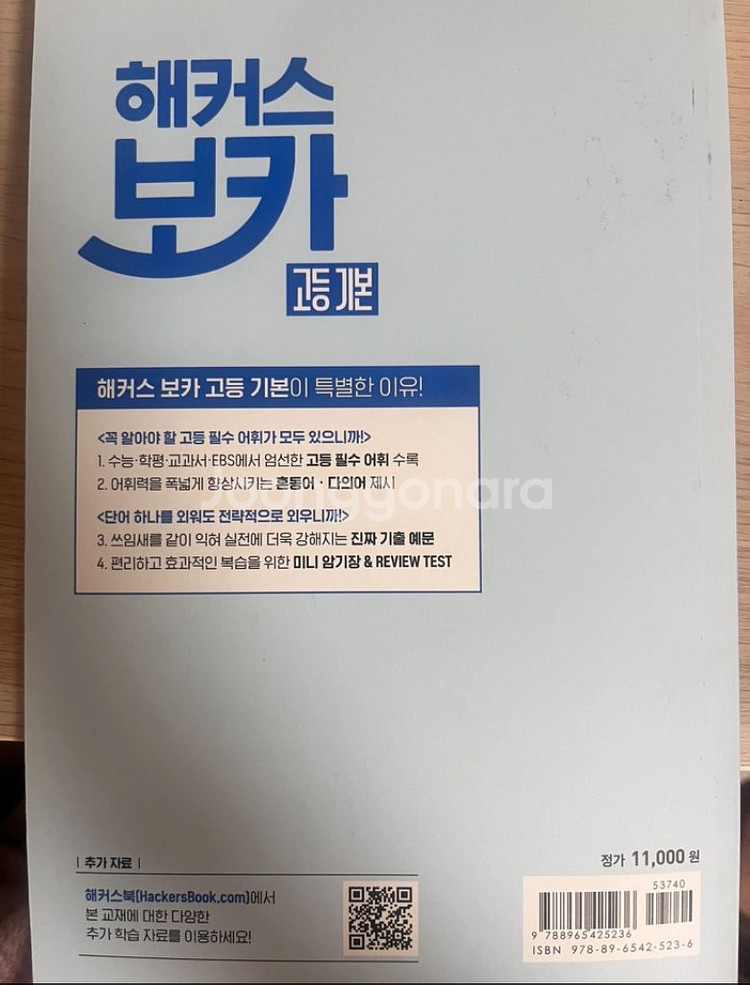 해커스
보카
고등 기본
해커스 보카 고등 기본이 특별한 이유!
<꼭 알아야 할 고등 필수 어휘가 모두 있으니까!>
1. 수능·학평·교과서·EBS에서 엄선한 고등 필수 어휘 수록
2. 어휘력을 폭넓게 향상시키는 혼동어·다의어 제시
Joonggonara
<단어 하나를 외워도 전략적으로 외우니까!>
3. 쓰임새를 같이 익혀 실전에 더욱 강해지는 진짜 기출 예문
4. 편리하고 효과적인 복습을 위한 미니 암기장 & REVIEW TEST
| 추가 자료 |
해커스북(HackersBook.com)에서
본 교재에 대한 다양한
추가 학습 자료를 이용하세요!
정가 11,000 원
53740
9 788965 425236
ISBN 978-89-6542-523-6